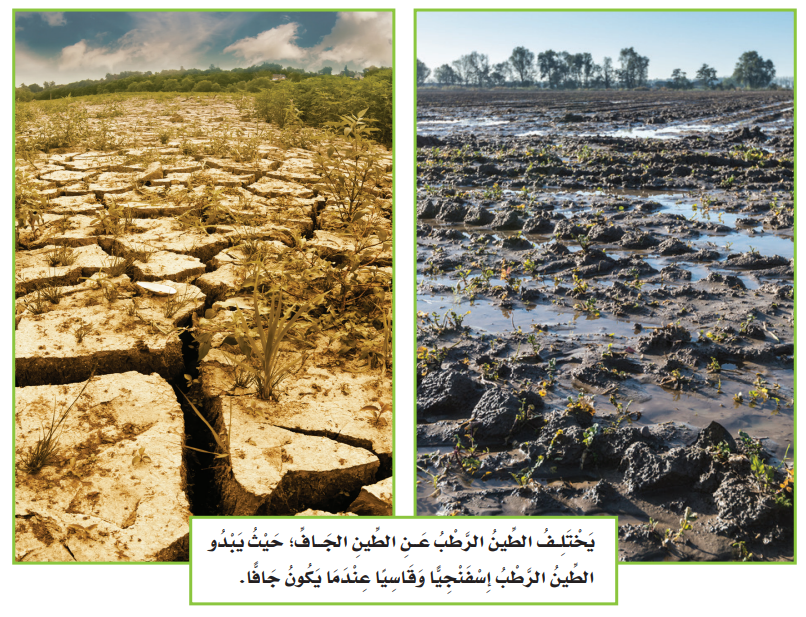 يَخْتَلِفُ الطِّينُ الرَّطْبُ عَنِ الطِّينِ الجَافِّ؛ حَيْثُ يَبْدُو
الطِّينُ الرَّطْبُ إِسْفَنْجِيًّا وَقَاسِيًا عِنْدَمَا يَكُونُ جَافًّا.